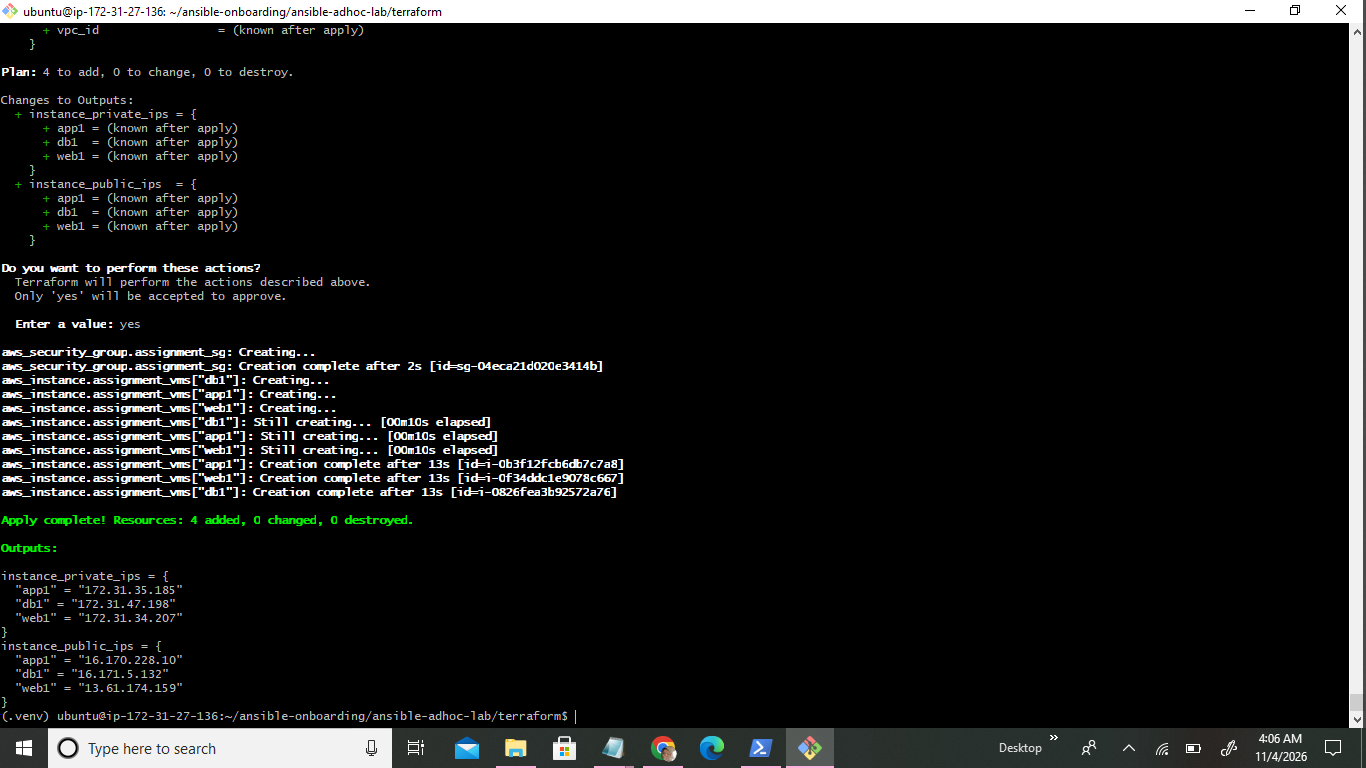 ubuntu@ip-172-31-27-136: ~/ansible-onboarding/ansible-adhoc-lab/terraform
      + vpc_id                 = (known after apply)
    }
Plan: 4 to add, 0 to change, 0 to destroy.
Changes to Outputs:
  + instance_private_ips = {
      + app1 = (known after apply)
      + db1  = (known after apply)
      + web1 = (known after apply)
    }
  + instance_public_ips  = {
      + app1 = (known after apply)
      + db1  = (known after apply)
      + web1 = (known after apply)
    }
Do you want to perform these actions?
  Terraform will perform the actions described above.
  Only 'yes' will be accepted to approve.
  Enter a value: yes
aws_security_group.assignment_sg: Creating...
aws_security_group.assignment_sg: Creation complete after 2s [id=sg-04eca21d020e3414b]
aws_instance.assignment_vms["db1"]: Creating...
aws_instance.assignment_vms["app1"]: Creating...
aws_instance.assignment_vms["web1"]: Creating...
aws_instance.assignment_vms["db1"]: Still creating... [00m10s elapsed]
aws_instance.assignment_vms["app1"]: Still creating... [00m10s elapsed]
aws_instance.assignment_vms["web1"]: Still creating... [00m10s elapsed]
aws_instance.assignment_vms["app1"]: Creation complete after 13s [id=i-0b3f12fcb6db7c7a8]
aws_instance.assignment_vms["web1"]: Creation complete after 13s [id=i-0f34ddc1e9078c667]
aws_instance.assignment_vms["db1"]: Creation complete after 13s [id=i-0826fea3b92572a76]
Apply complete! Resources: 4 added, 0 changed, 0 destroyed.
Outputs:
instance_private_ips = {
  "app1" = "172.31.35.185"
  "db1" = "172.31.47.198"
  "web1" = "172.31.34.207"
}
instance_public_ips = {
  "app1" = "16.170.228.10"
  "db1" = "16.171.5.132"
  "web1" = "13.61.174.159"
}
(.venv) ubuntu@ip-172-31-27-136:~/ansible-onboarding/ansible-adhoc-lab/terraform$
Type here to search
Desktop
4:06 AM
11/4/2026